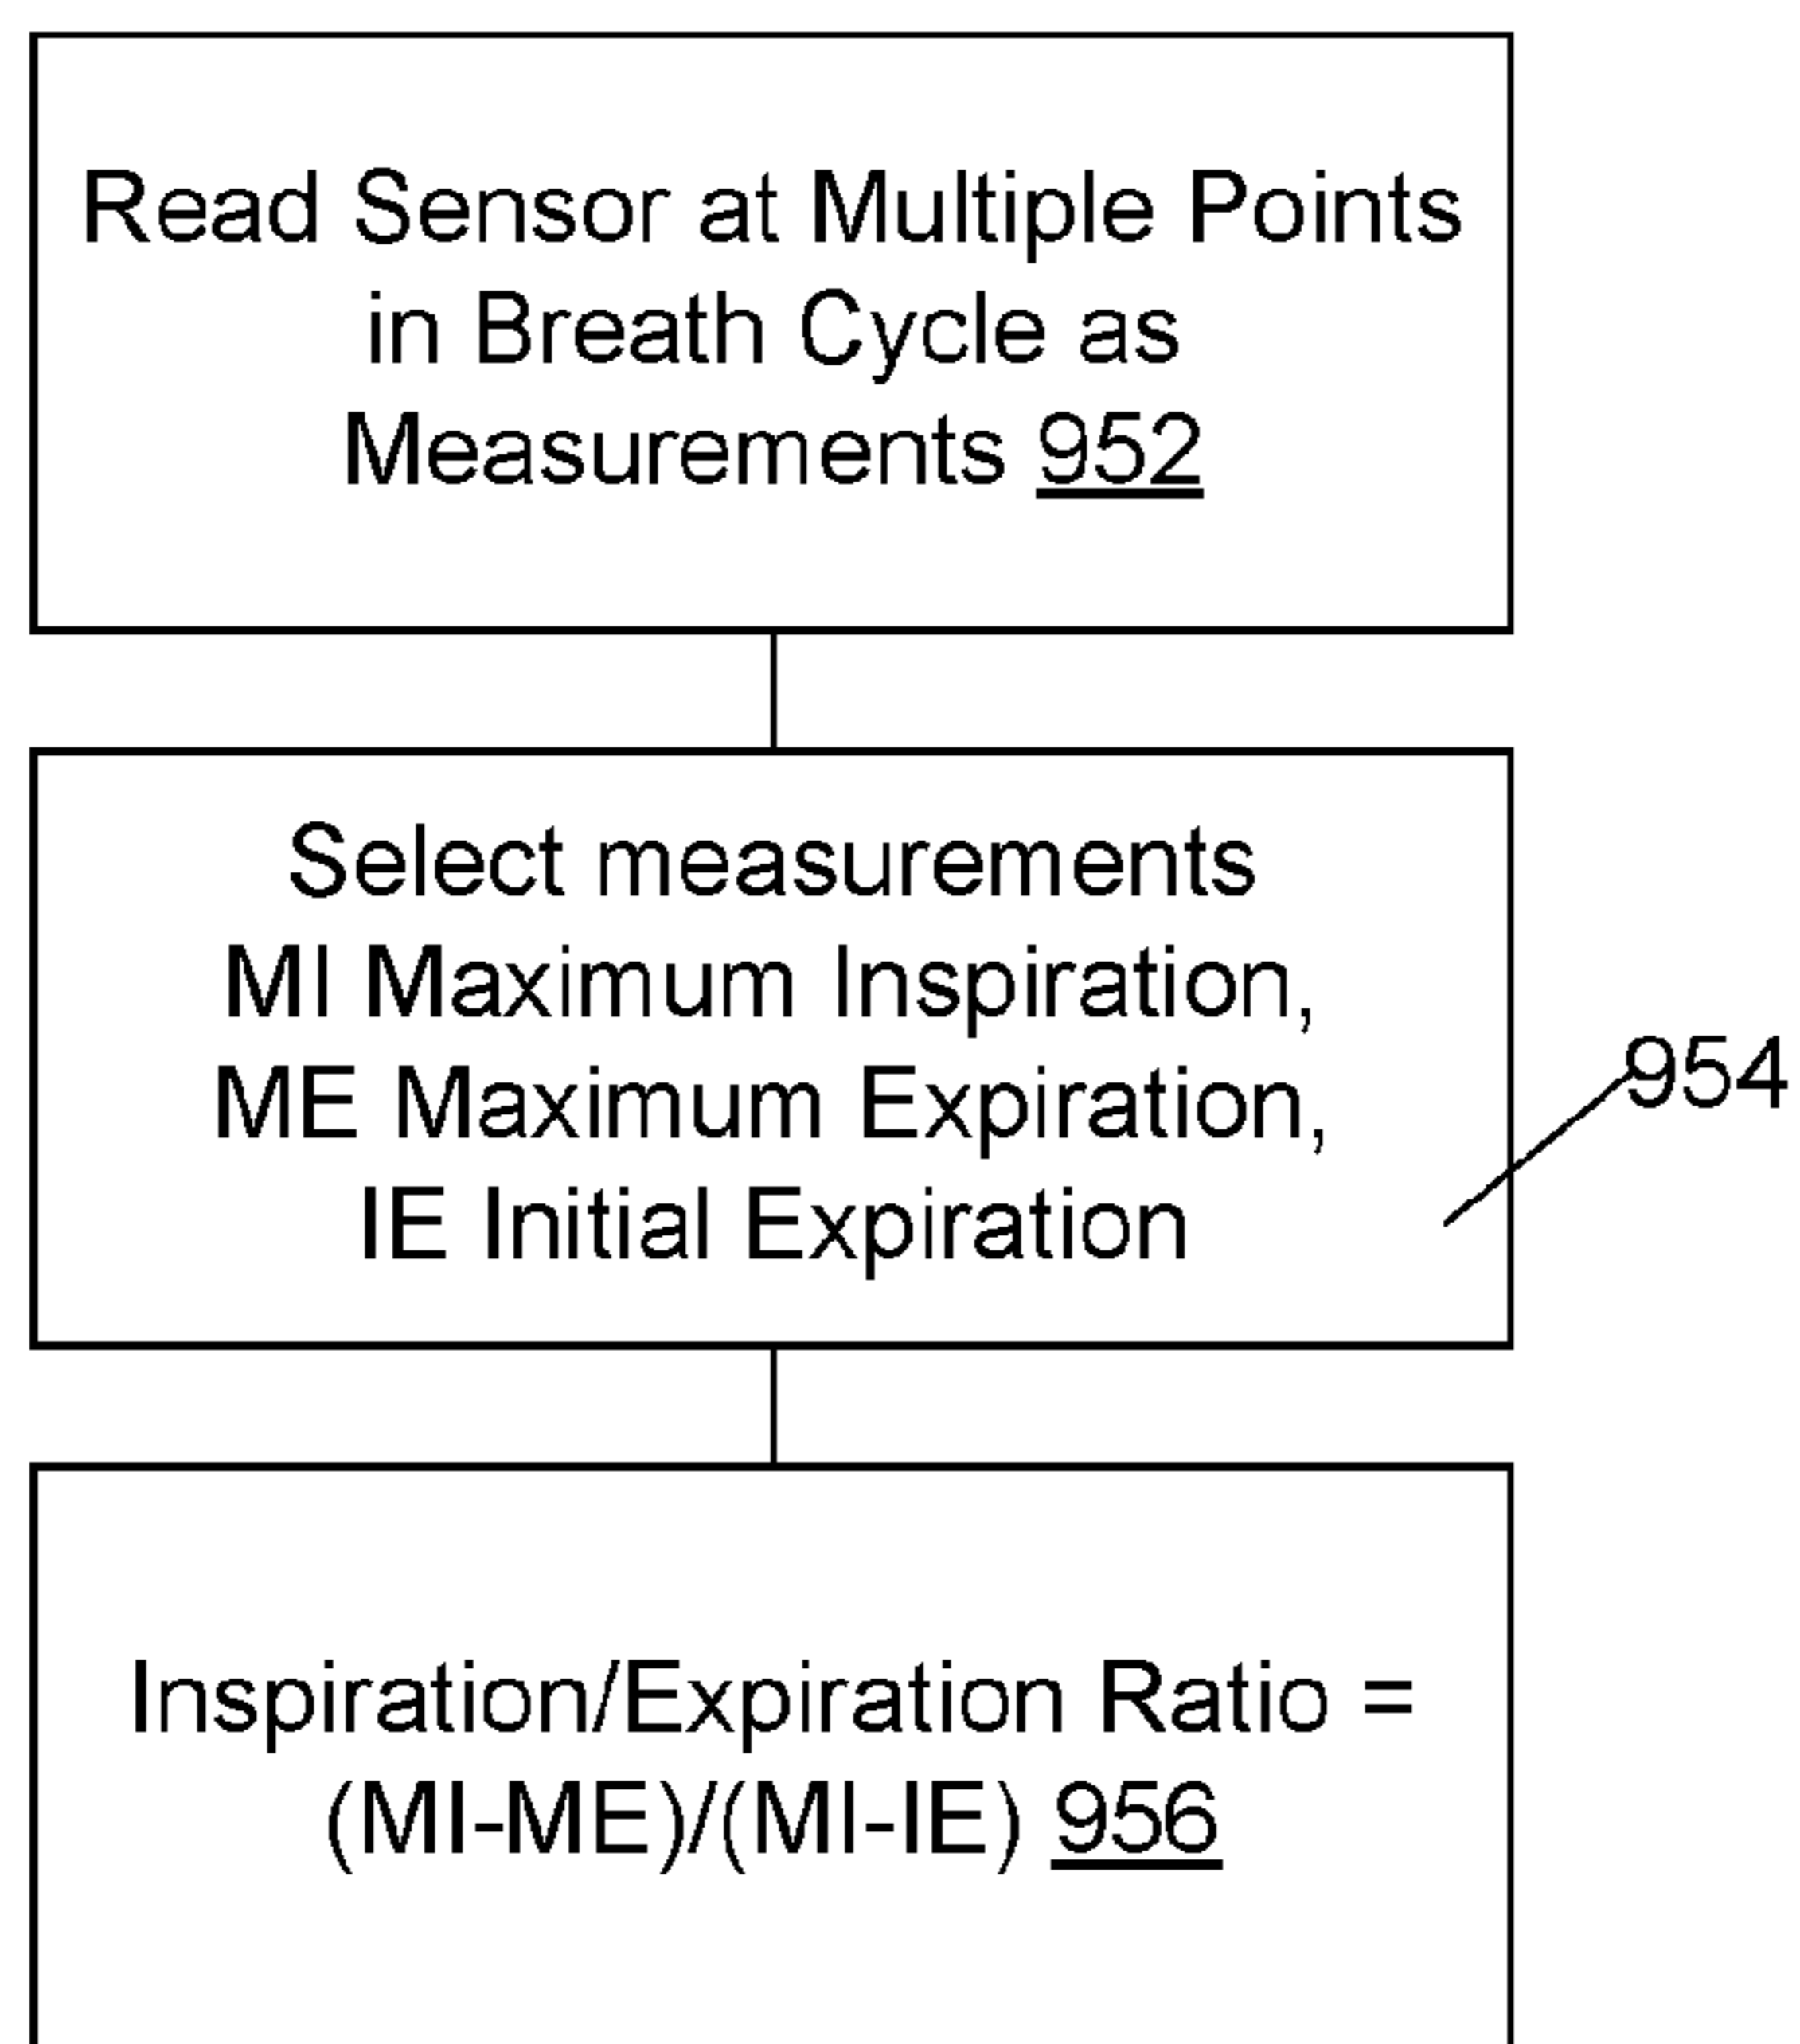 Read Sensor at Multiple Points
in Breath Cycle as
Measurements 952
Select measurements
MI Maximum Inspiration,
ME Maximum Expiration,
IE Initial Expiration
954
Inspiration/Expiration Ratio =
(MI-ME)/(MI-IE) 956